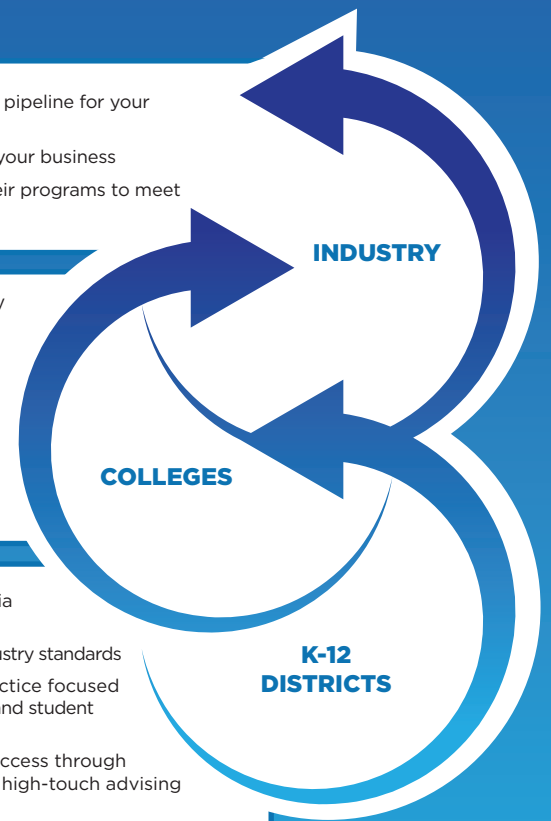 pipeline for your
your business
eir programs to meet
INDUSTRY
y
COLLEGES
ia
ustry standards
ctice focused
and student
K-12
DISTRICTS
ccess through
high-touch advising